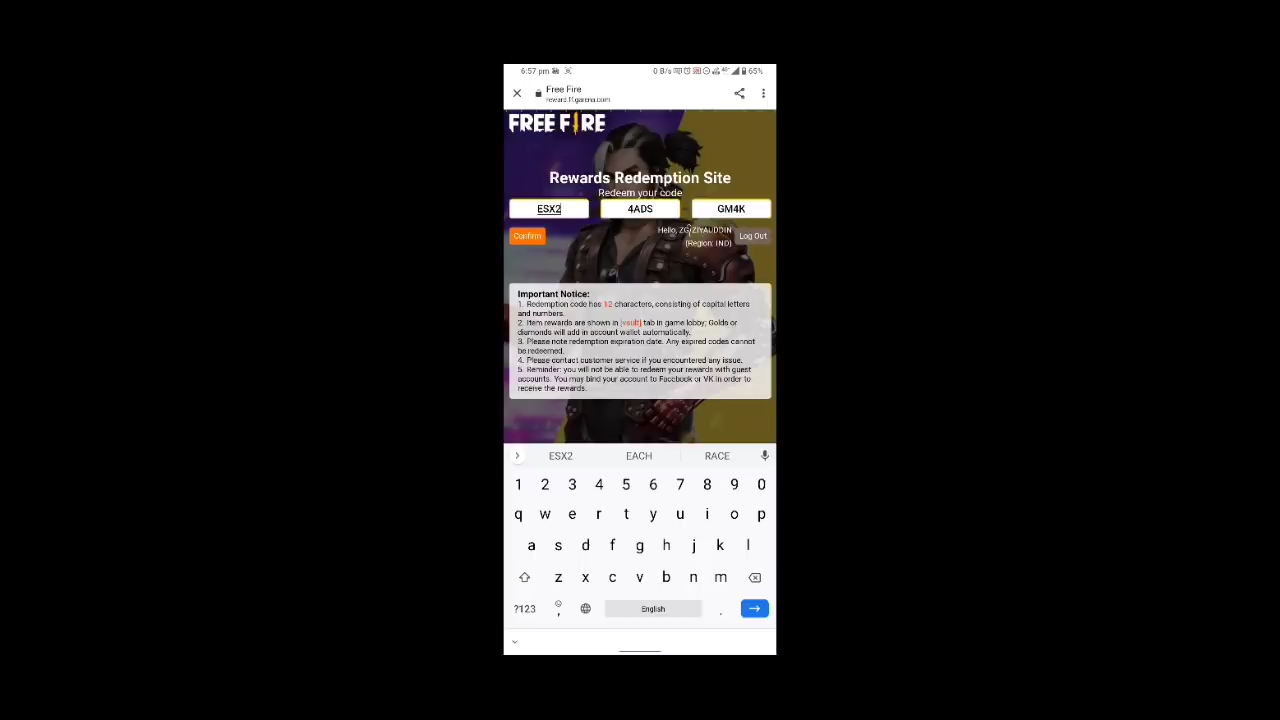 6:57 pm
0 B/s 65%
Free Fire
reward.ff.garena.com
FREE FIRE
Rewards Redemption Site
Redeem your code
ESX2 4ADS GM4K
Confirm Hello, ZG/ZIYAUDDIN Log Out
(Region: IND)
Important Notice:
1. Redemption code has 12 characters, consisting of capital letters
and numbers.
2. Item rewards are shown in [vault] tab in game lobby; Golds or
diamonds will add in account wallet automatically.
3. Please note redemption expiration date. Any expired codes cannot
be redeemed.
4. Please contact customer service if you encountered any issue.
5. Reminder: you will not be able to redeem your rewards with guest
accounts. You may bind your account to Facebook or VK in order to
receive the rewards.
ESX2 EACH RACE
1 2 3 4 5 6 7 8 9 0
q w e r t y u i o p
a s d f g h j k l
z x c v b n m
?123 , English .